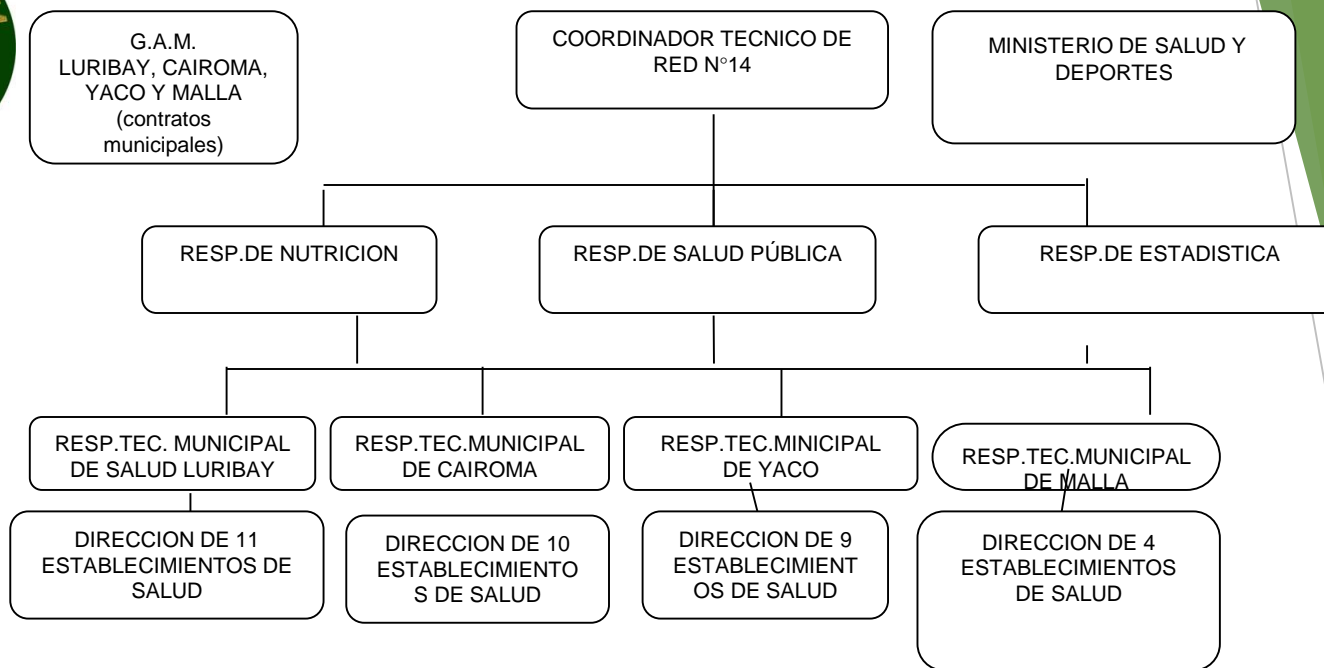 G.A.M.
LURIBAY, CAIROMA,
YACO Y MALLA
(contratos
municipales)
COORDINADOR TECNICO DE
RED N°14
MINISTERIO DE SALUD Y
DEPORTES
RESP.DE NUTRICION
RESP.DE SALUD PÚBLICA
RESP.DE ESTADISTICA
RESP.TEC. MUNICIPAL
DE SALUD LURIBAY
RESP.TEC.MUNICIPAL
DE CAIROMA
RESP.TEC.MINICIPAL
DE YACO
RESP.TEC.MUNICIPAL
DE MALLA
DIRECCION DE 11
ESTABLECIMIENTOS DE
SALUD
DIRECCION DE 10
ESTABLECIMIENTO
S DE SALUD
DIRECCION DE 9
ESTABLECIMIENT
OS DE SALUD
DIRECCION DE 4
ESTABLECIMIENTOS
DE SALUD